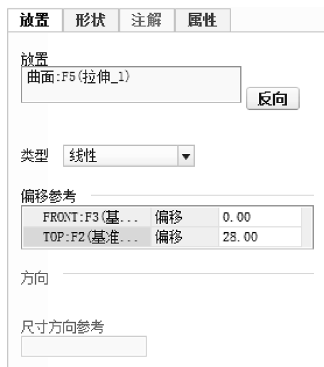 放置 形状 注解 属性
放置
曲面:F5(拉伸_1)
反向
类型 线性
偏移参考
FRONT:F3(基... 偏移 0.00
TOP:F2(基准... 偏移 28.00
方向
尺寸方向参考